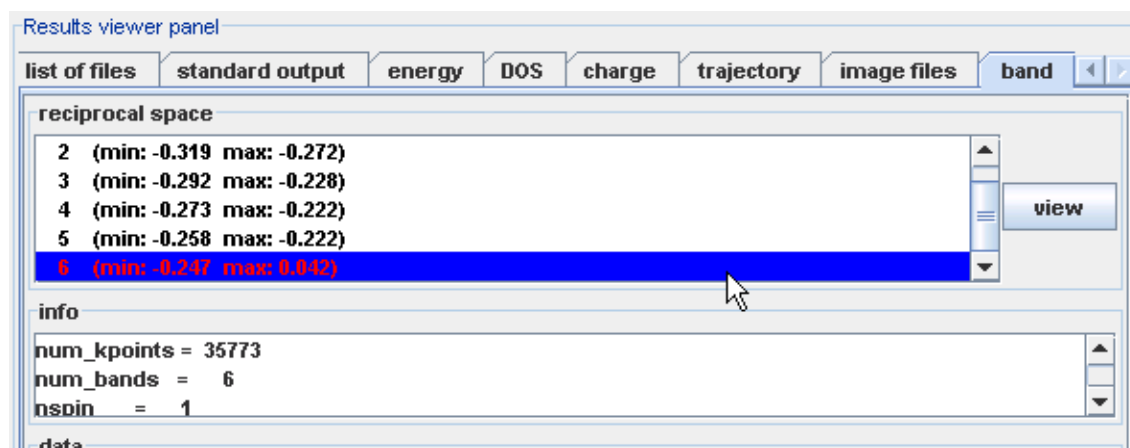 Results viewer panel
list of files standard output energy DOS charge trajectory image files band
reciprocal space
2 (min: -0.319 max: -0.272)
3 (min: -0.292 max: -0.228)
4 (min: -0.273 max: -0.222)
view
5 (min: -0.258 max: -0.222)
6 (min: -0.247 max: 0.042)
info
num_kpoints = 35773
num_bands = 6
nspin = 1
data